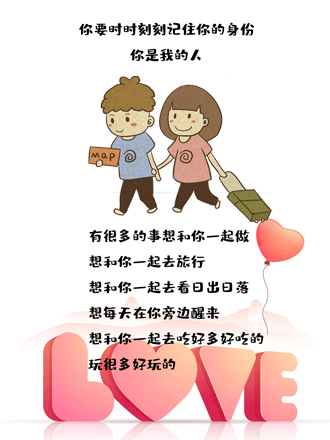 你要时时刻刻记住你的身份
你是我的人
map
有很多的事想和你一起做
想和你一起去旅行
想和你一起去看日出日落
想每天在你旁边醒来
想和你一起去吃好多好吃的
玩很多好玩的
LOVE